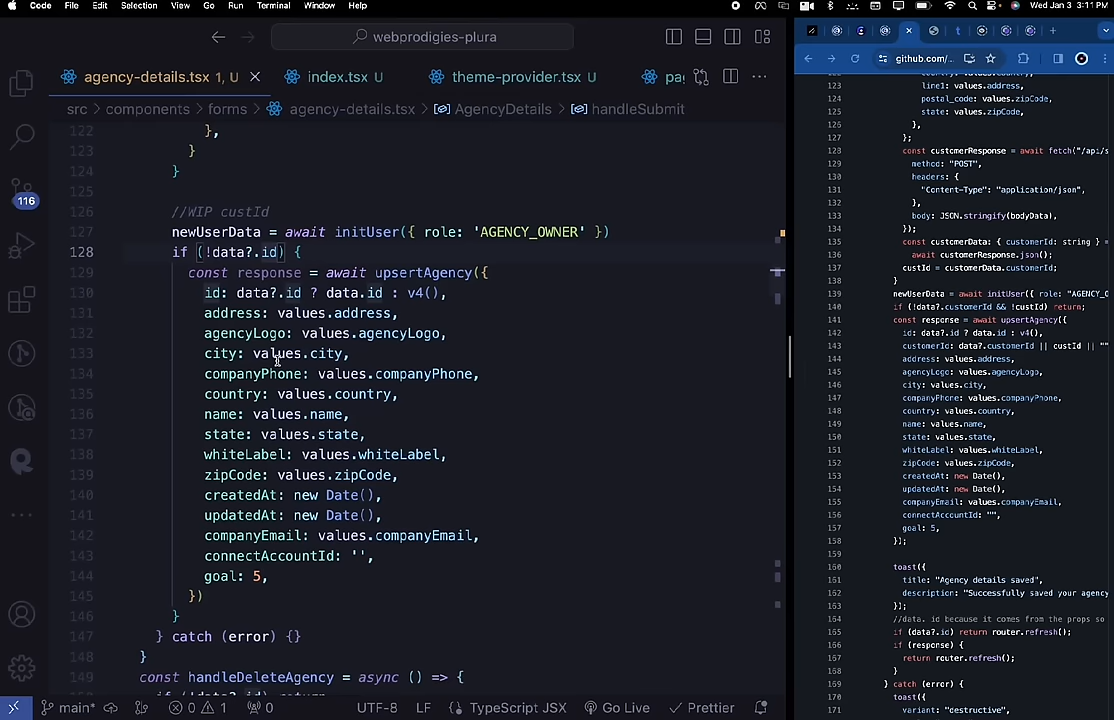 Code File Edit Selection View Go Run Terminal Window Help
Wed Jan 3 3:11 PM
webprodigies-plura
agency-details.tsx 1, U
index.tsx U
theme-provider.tsx U
pa
src > components > forms > agency-details.tsx > AgencyDetails > handleSubmit
122 },
123 }
124 }
125
126 //WIP custId
127 newUserData = await initUser({ role: 'AGENCY_OWNER' })
128 if (!data?.id) {
129 const response = await upsertAgency({
130 id: data?.id ? data.id : v4(),
131 address: values.address,
132 agencyLogo: values.agencyLogo,
133 city: values.city,
134 companyPhone: values.companyPhone,
135 country: values.country,
136 name: values.name,
137 state: values.state,
138 whiteLabel: values.whiteLabel,
139 zipCode: values.zipCode,
140 createdAt: new Date(),
141 updatedAt: new Date(),
142 companyEmail: values.companyEmail,
143 connectAccountId: '',
144 goal: 5,
145 })
146 }
147 } catch (error) {}
148 }
149 const handleDeleteAgency = async () => {
116
main* 0 1 0 UTF-8 LF {} TypeScript JSX Go Live Prettier
github.com/...
123 line1: values.address,
124 postal_code: values.zipCode,
125 state: values.zipCode,
126 },
127 };
128 const customerResponse = await fetch("/api/s
129 method: "POST",
130 headers: {
131 "Content-Type": "application/json",
132 },
133 body: JSON.stringify(bodyData),
134 });
135 const customerData: { customerId: string } =
136 await customerResponse.json();
137 custId = customerData.customerId;
138 }
139 newUserData = await initUser({ role: "AGENCY_O
140 if (!data?.customerId && !custId) return;
141 const response = await upsertAgency({
142 id: data?.id ? data.id : v4(),
143 customerId: data?.customerId || custId || ""
144 address: values.address,
145 agencyLogo: values.agencyLogo,
146 city: values.city,
147 companyPhone: values.companyPhone,
148 country: values.country,
149 name: values.name,
150 state: values.state,
151 whiteLabel: values.whiteLabel,
152 zipCode: values.zipCode,
153 createdAt: new Date(),
154 updatedAt: new Date(),
155 companyEmail: values.companyEmail,
156 connectAccountId: "",
157 goal: 5,
158 });
159
160 toast({
161 title: "Agency details saved",
162 description: "Successfully saved your agency
163 });
164 //data. id because it comes from the props so
165 if (data?.id) return router.refresh();
166 if (response) {
167 return router.refresh();
168 }
169 } catch (error) {
170 toast({
171 variant: "destructive",